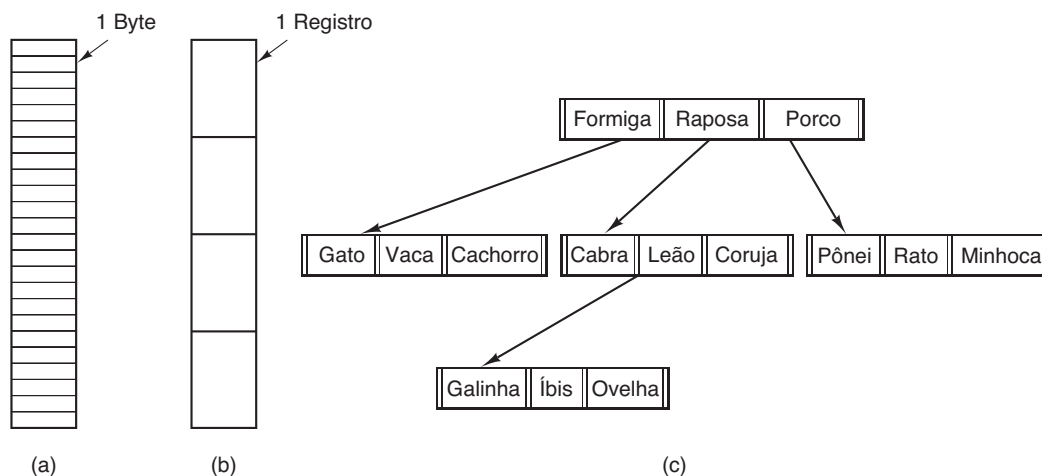 1 Byte
1 Registro
Formiga Raposa Porco
Gato Vaca Cachorro
Cabra Leão Coruja
Pônei Rato Minhoca
Galinha Íbis Ovelha
(a)
(b)
(c)